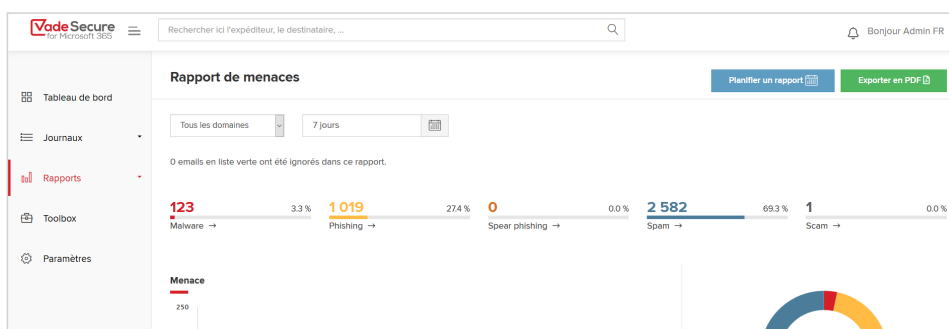 Vade Secure
for Microsoft 365
Rechercher ici l'expéditeur, le destinataire, ...
Bonjour Admin FR
Rapport de menaces
Planifier un rapport
Exporter en PDF
Tableau de bord
Journaux
Rapports
Toolbox
Paramètres
Tous les domaines
7 jours
0 emails en liste verte ont été ignorés dans ce rapport.
123 3.3 % 1 019 27.4 % 0 0.0 % 2 582 69.3 % 1 0.0 %
Malware → Phishing → Spear phishing → Spam → Scam →
Menace
250